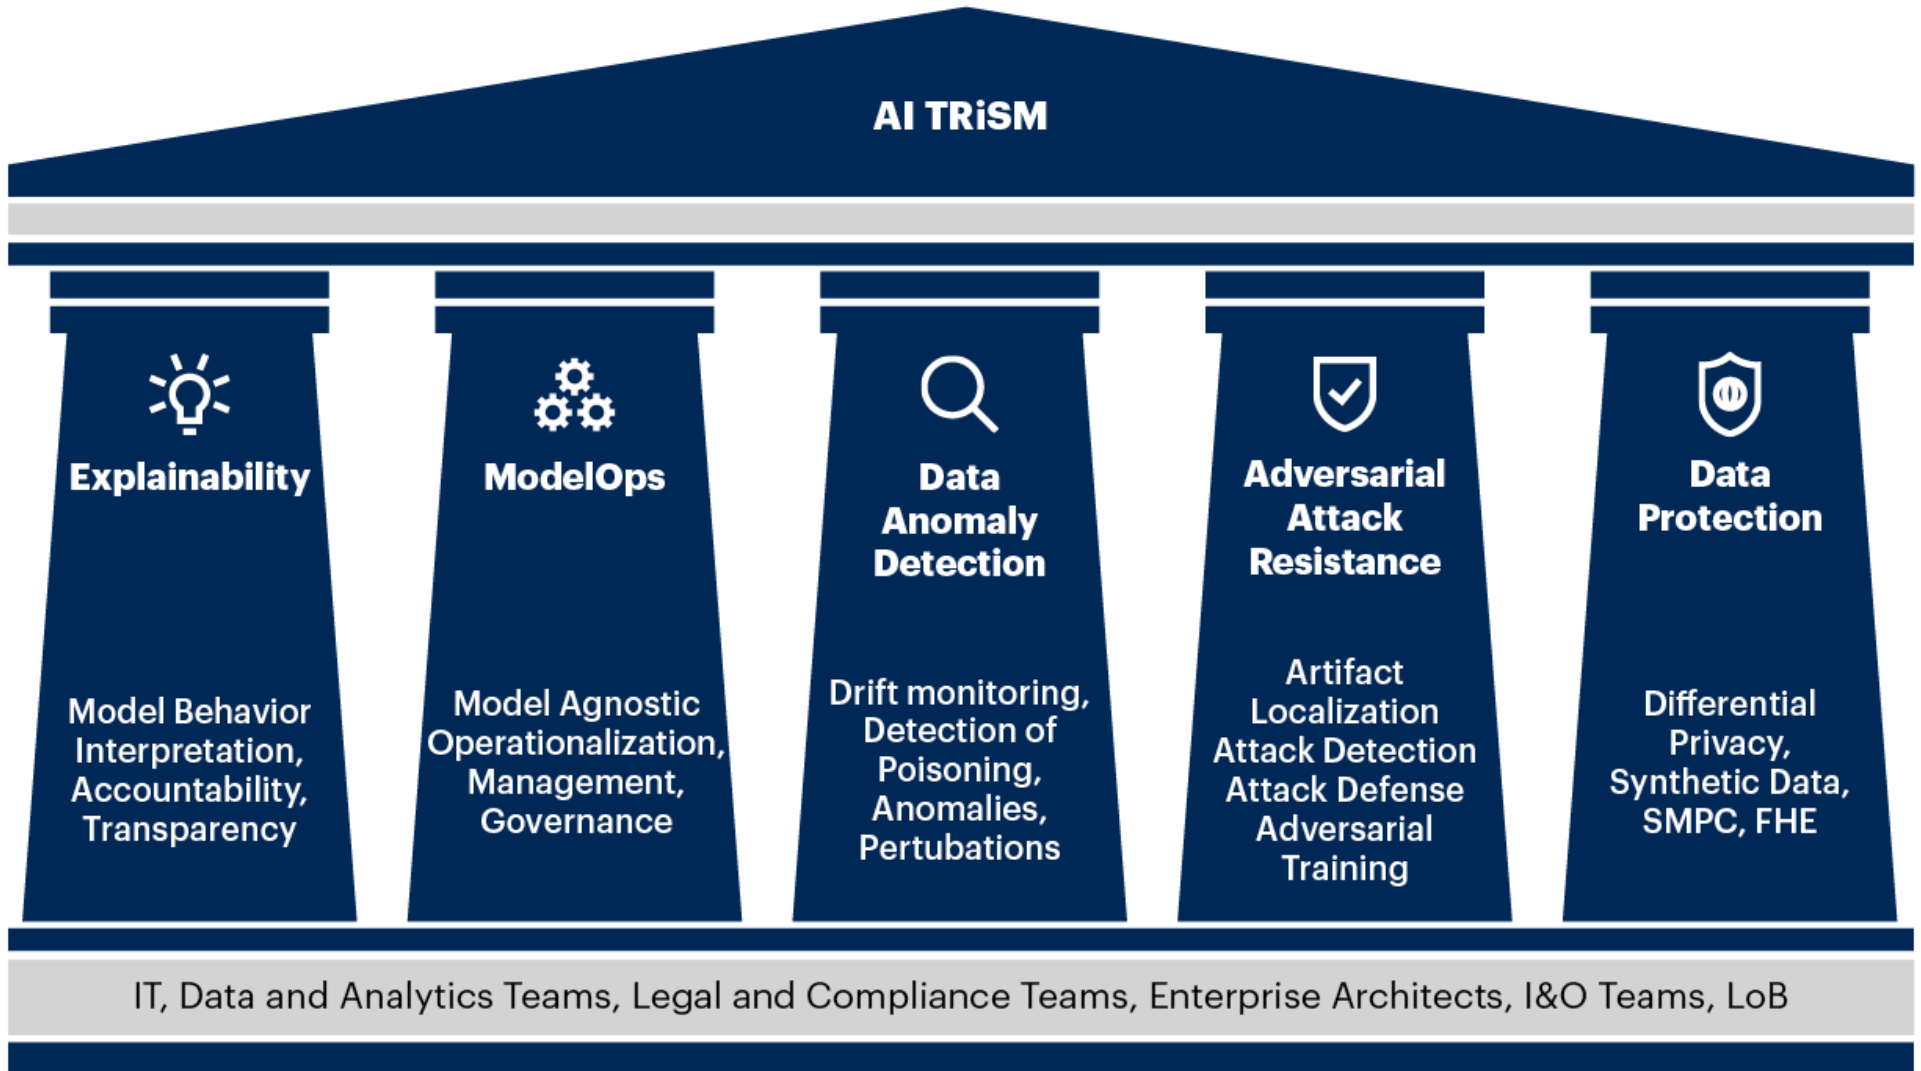 AI TRiSM
Explainability
Model Behavior
Interpretation,
Accountability,
Transparency
ModelOps
Model Agnostic
Operationalization,
Management,
Governance
Data
Anomaly
Detection
Drift monitoring,
Detection of
Poisoning,
Anomalies,
Pertubations
Adversarial
Attack
Resistance
Artifact
Localization
Attack Detection
Attack Defense
Adversarial
Training
Data
Protection
Differential
Privacy,
Synthetic Data,
SMPC, FHE
IT, Data and Analytics Teams, Legal and Compliance Teams, Enterprise Architects, I&O Teams, LoB